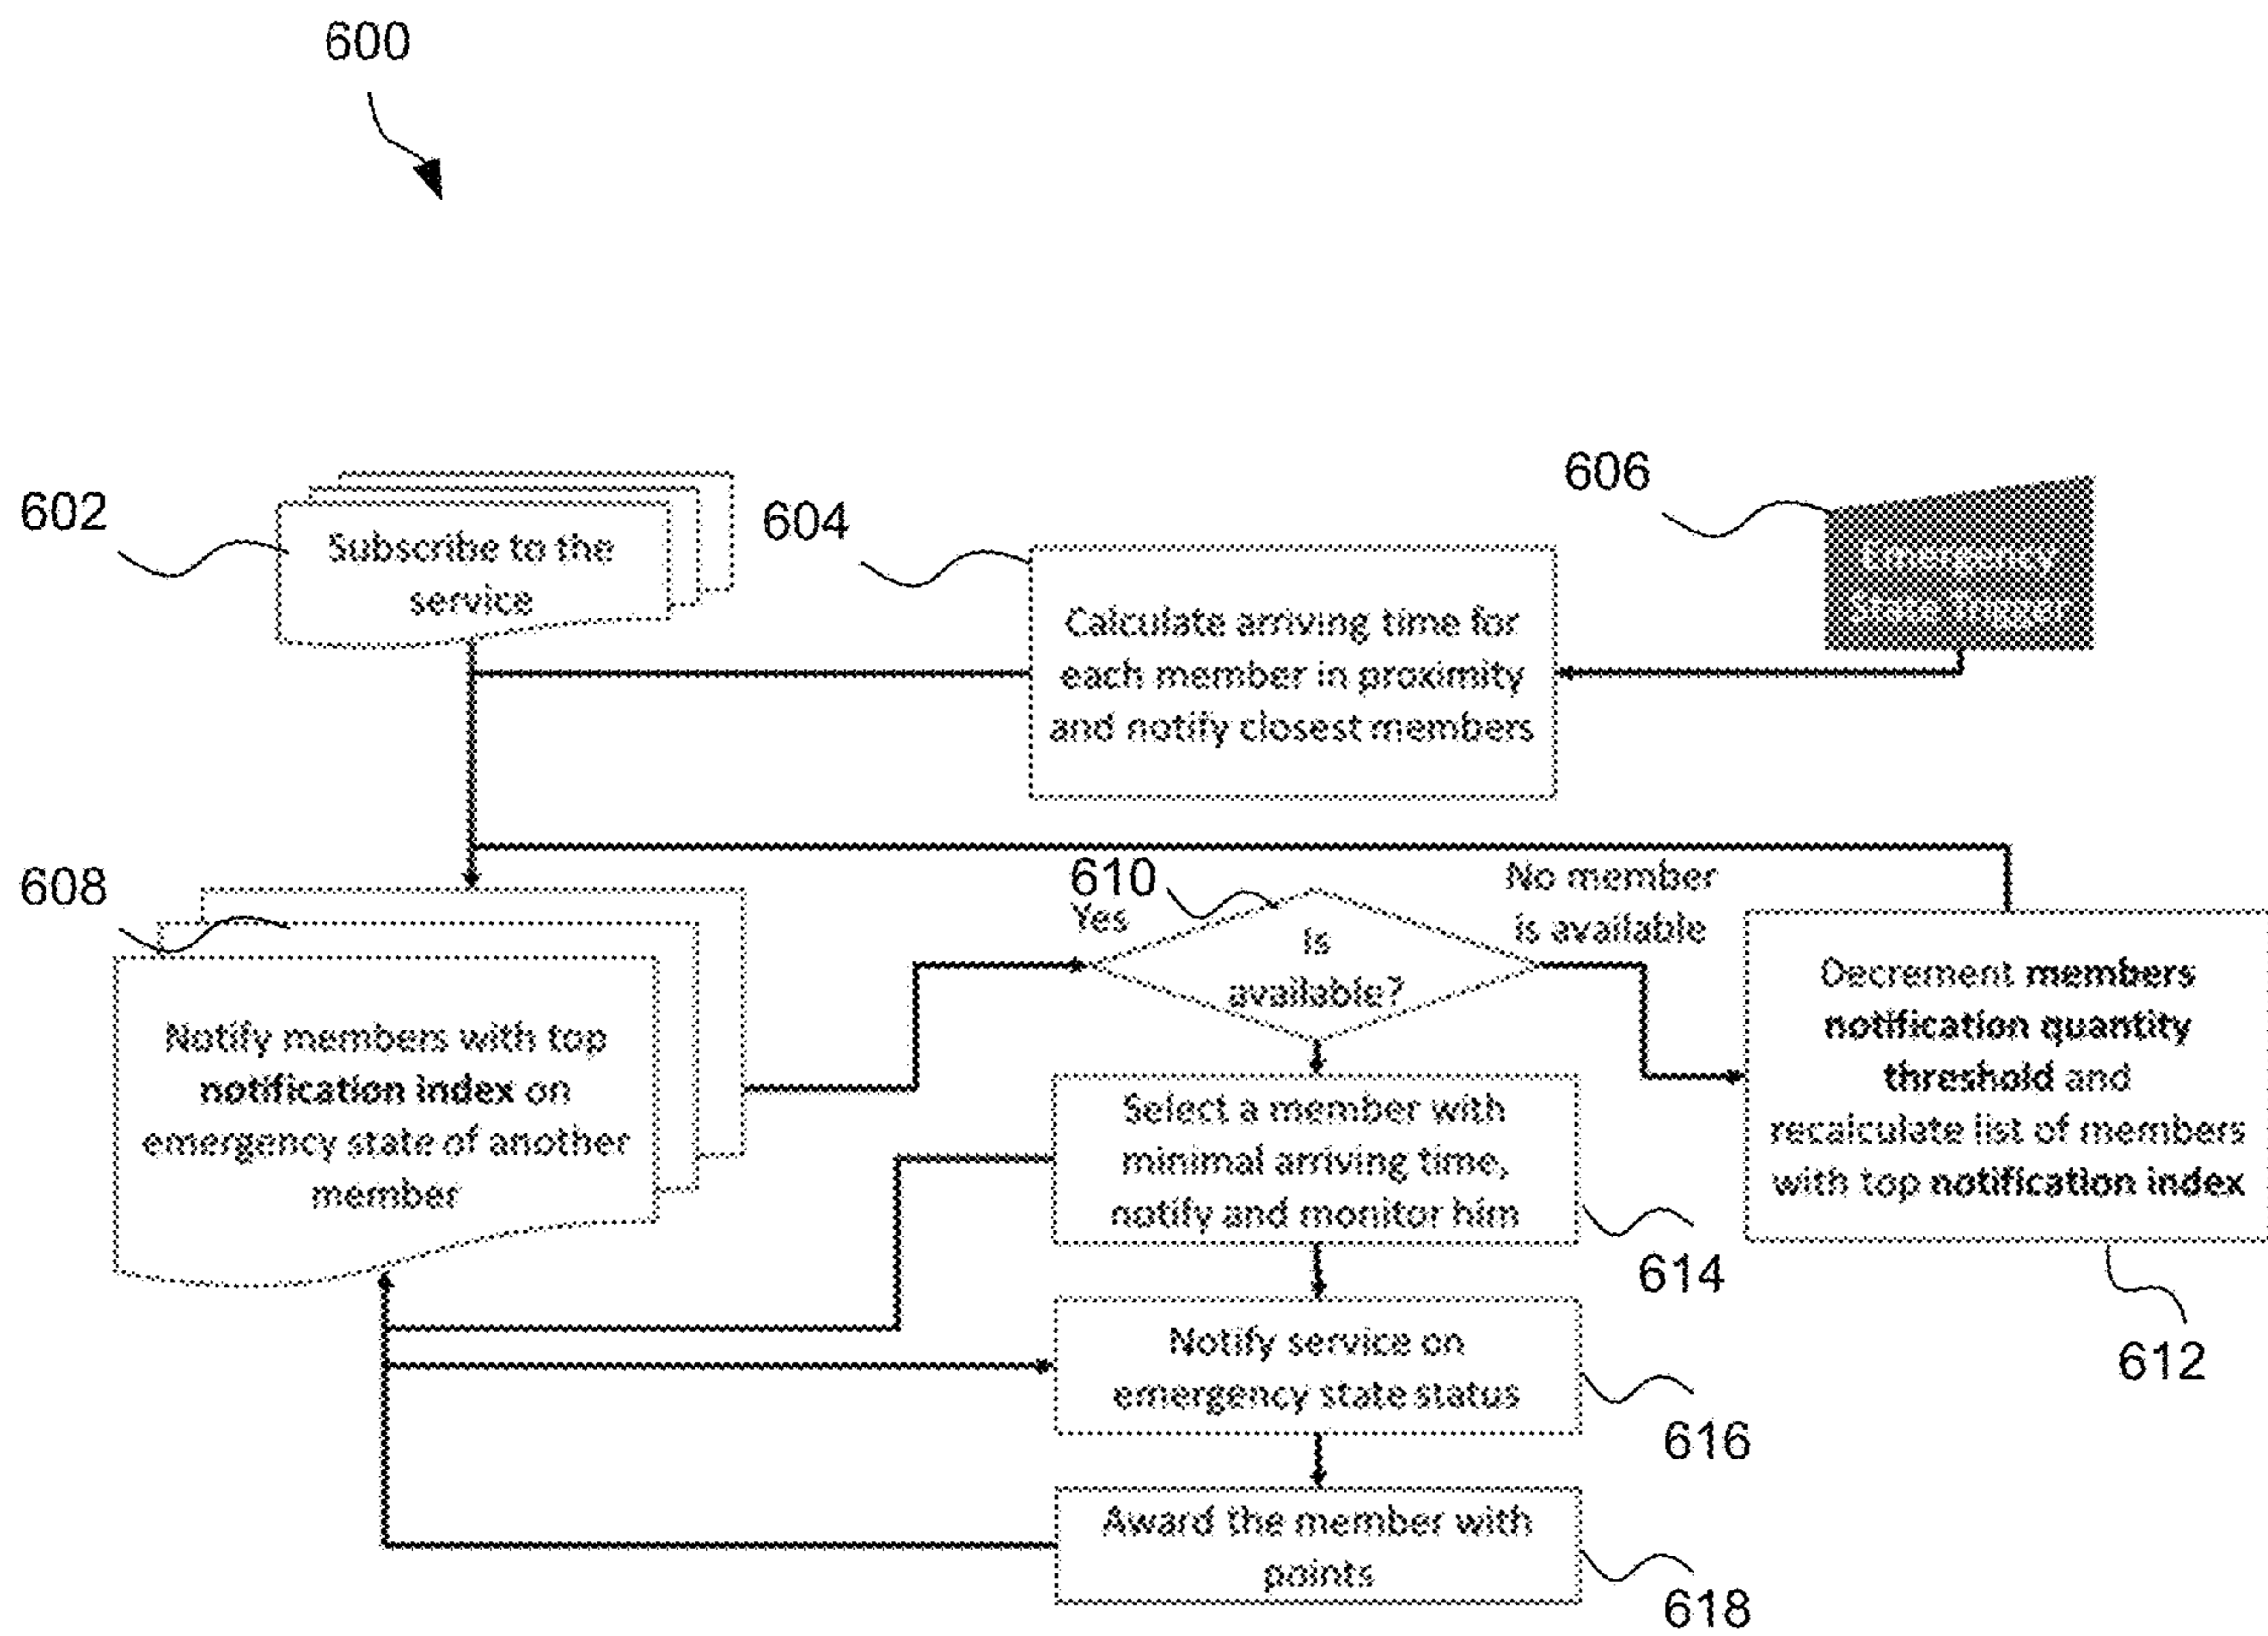 600
602
Subscribe to the
service
604
Calculate arriving time for
each member in proximity
and notify closest members
606
Emergency
State Trigger
608
Notify members with top
notification index on
emergency state of another
member
610
Yes
Is
available?
No member
is available
Decrement members
notification quantity
threshold and
recalculate list of members
with top notification index
612
Select a member with
minimal arriving time,
notify and monitor him
614
Notify service on
emergency state status
616
Award the member with
points
618